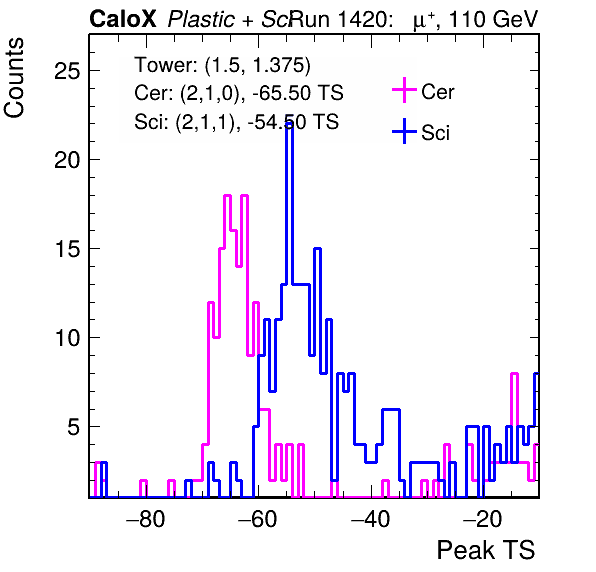 CaloX Plastic + Sci Run 1420: μ⁺, 110 GeV
Counts
Tower: (1.5, 1.375)
Cer: (2,1,0), -65.50 TS
Sci: (2,1,1), -54.50 TS
Cer
Sci
25
20
15
10
5
−80 −60 −40 −20
Peak TS